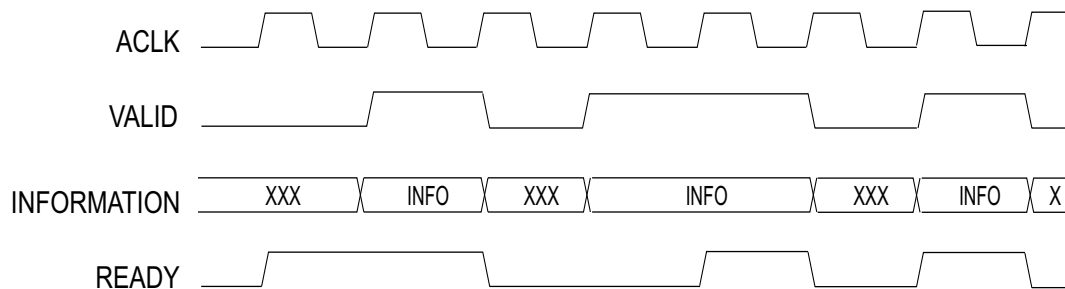 ACLK
VALID
INFORMATION XXX INFO XXX INFO XXX INFO X
READY